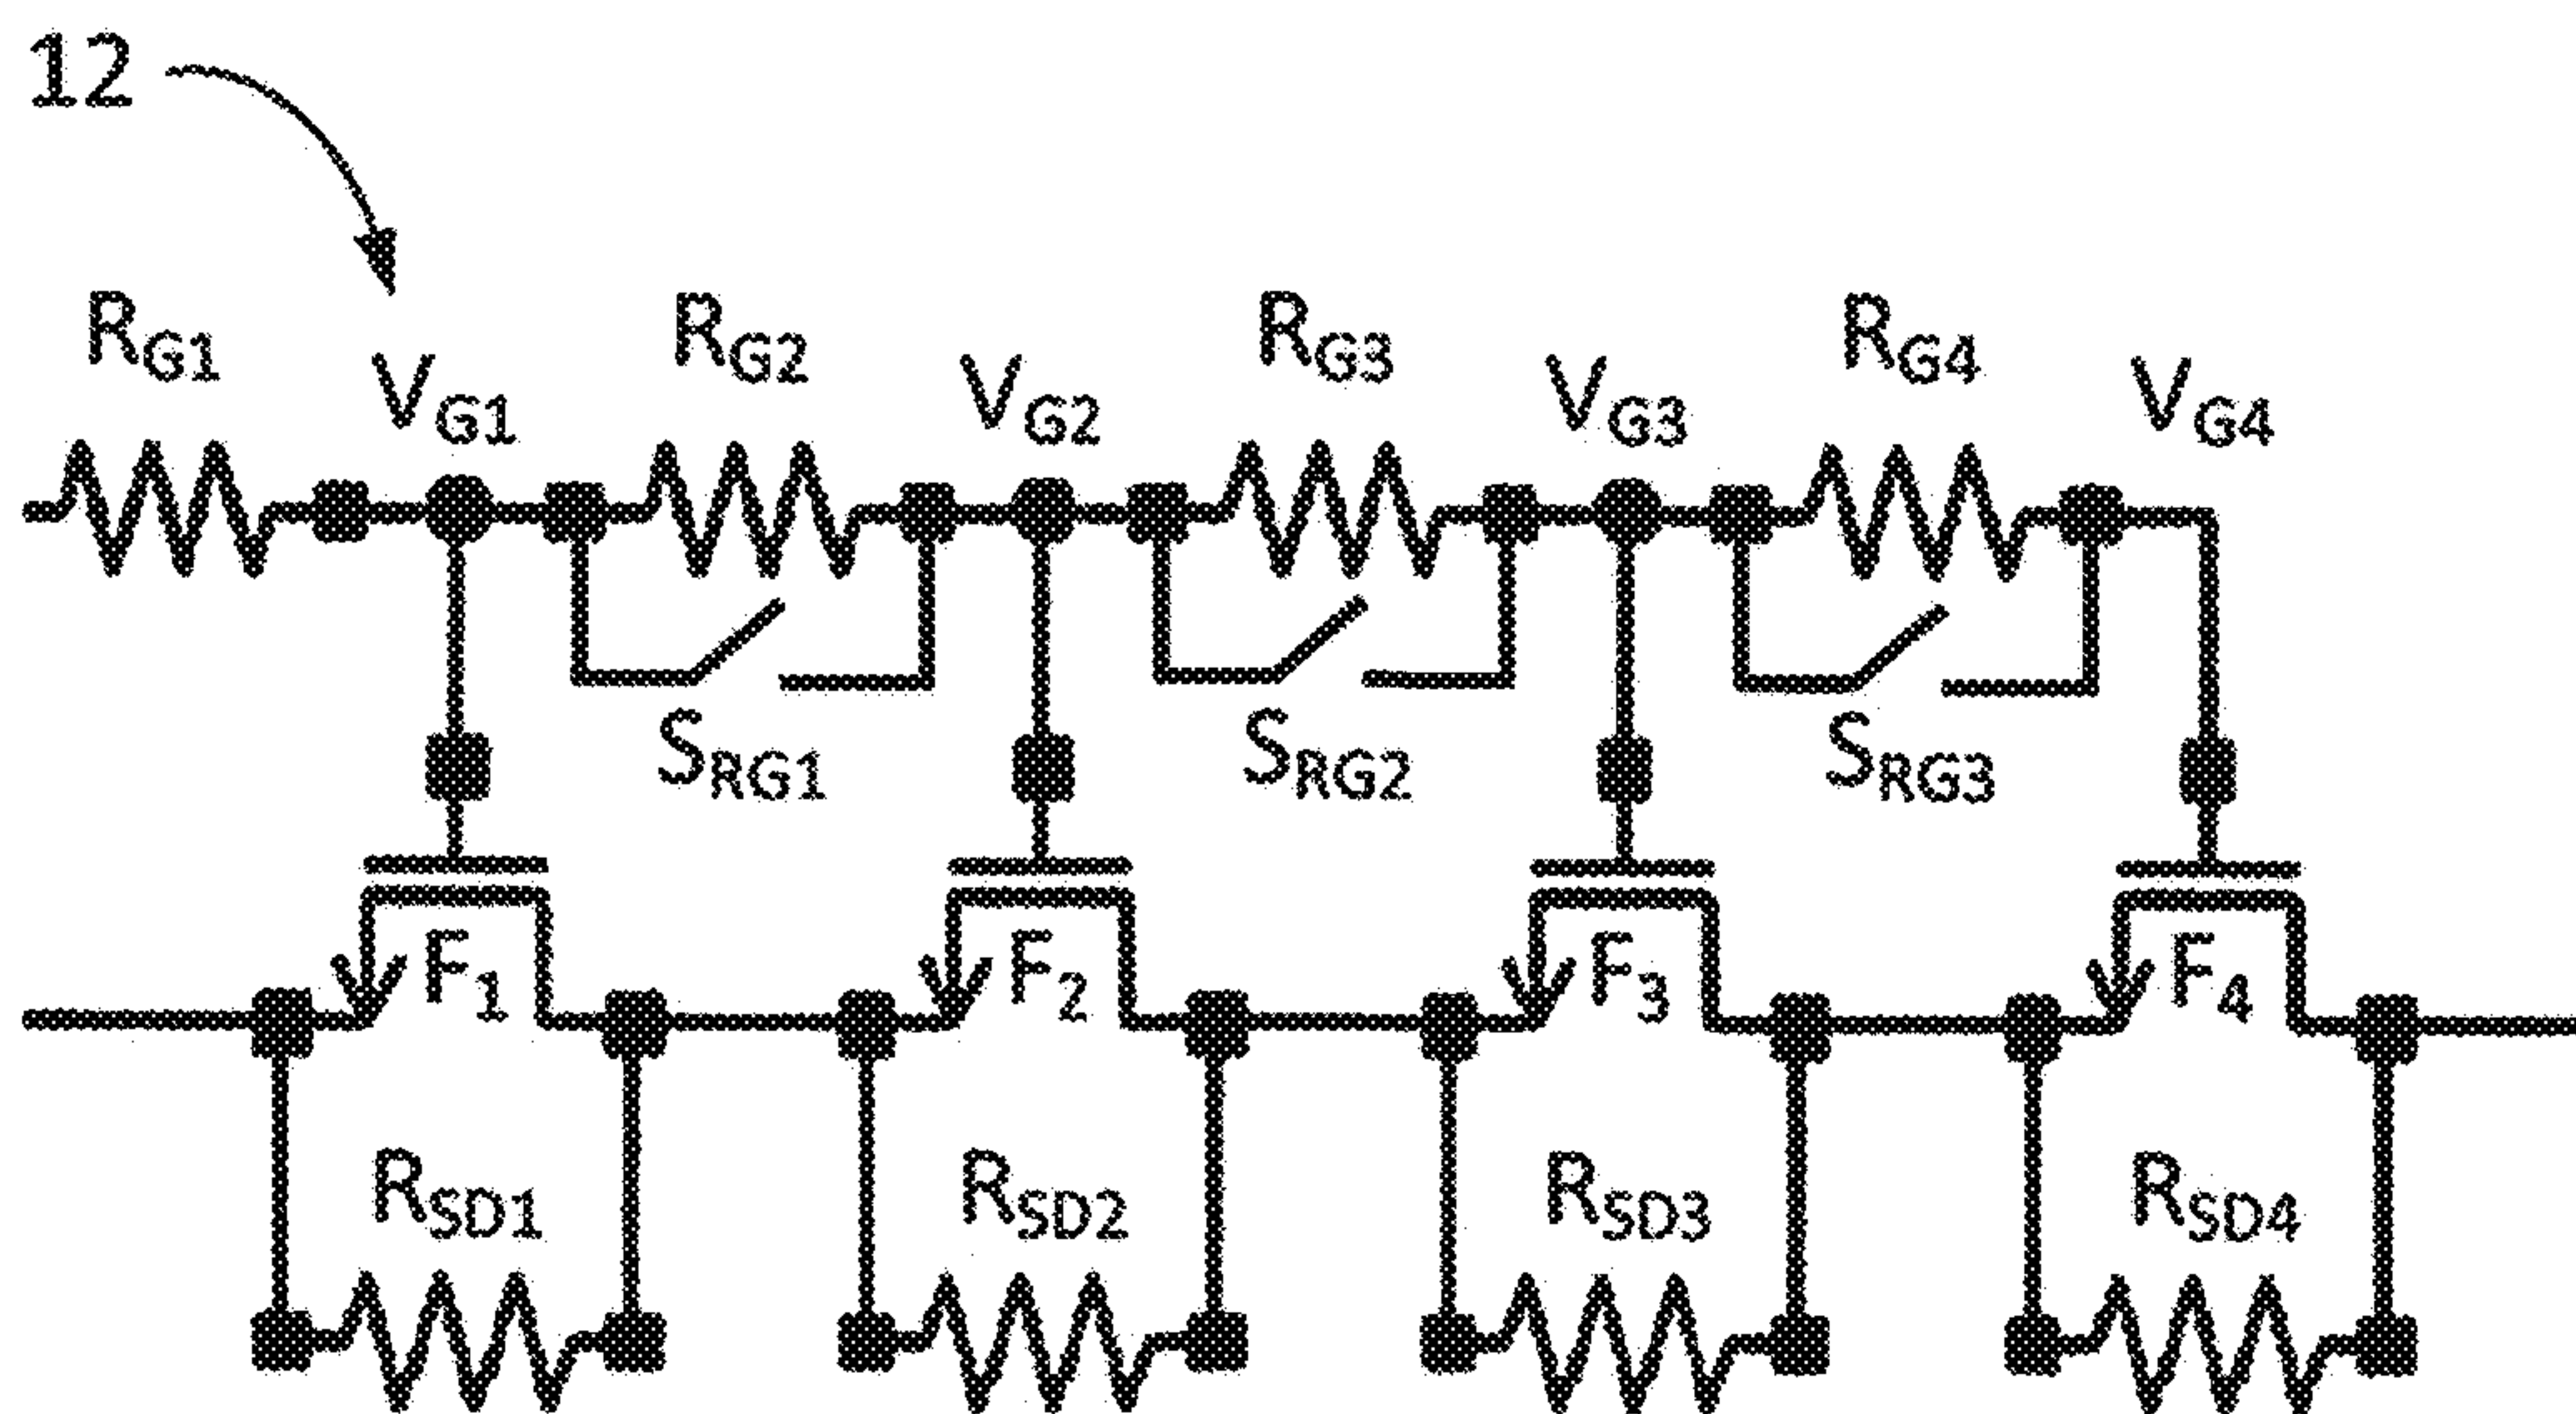 12
RG1 VG1 RG2 VG2 RG3 VG3 RG4 VG4
SRG1 SRG2 SRG3
F1 F2 F3 F4
RSD1 RSD2 RSD3 RSD4